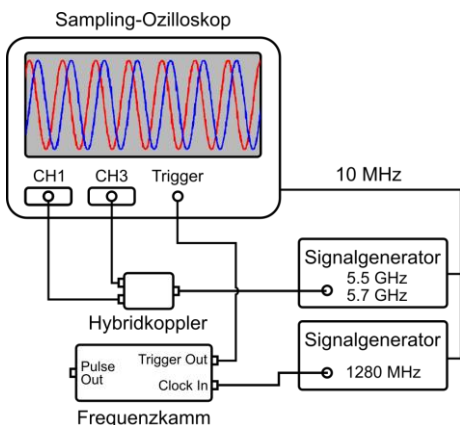 Sampling-Ozilloskop
CH1 CH3 Trigger
10 MHz
Signalgenerator
5.5 GHz
5.7 GHz
Hybridkoppler
Signalgenerator
1280 MHz
Pulse
Out
Trigger Out
Clock In
Frequenzkamm